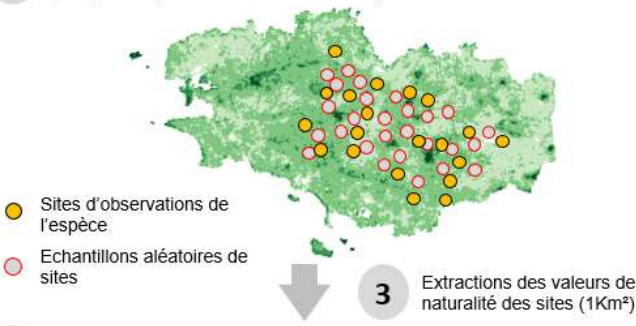 Sites d'observations de
l'espèce
Echantillons aléatoires de
sites
3
Extractions des valeurs de
naturalité des sites (1Km²)